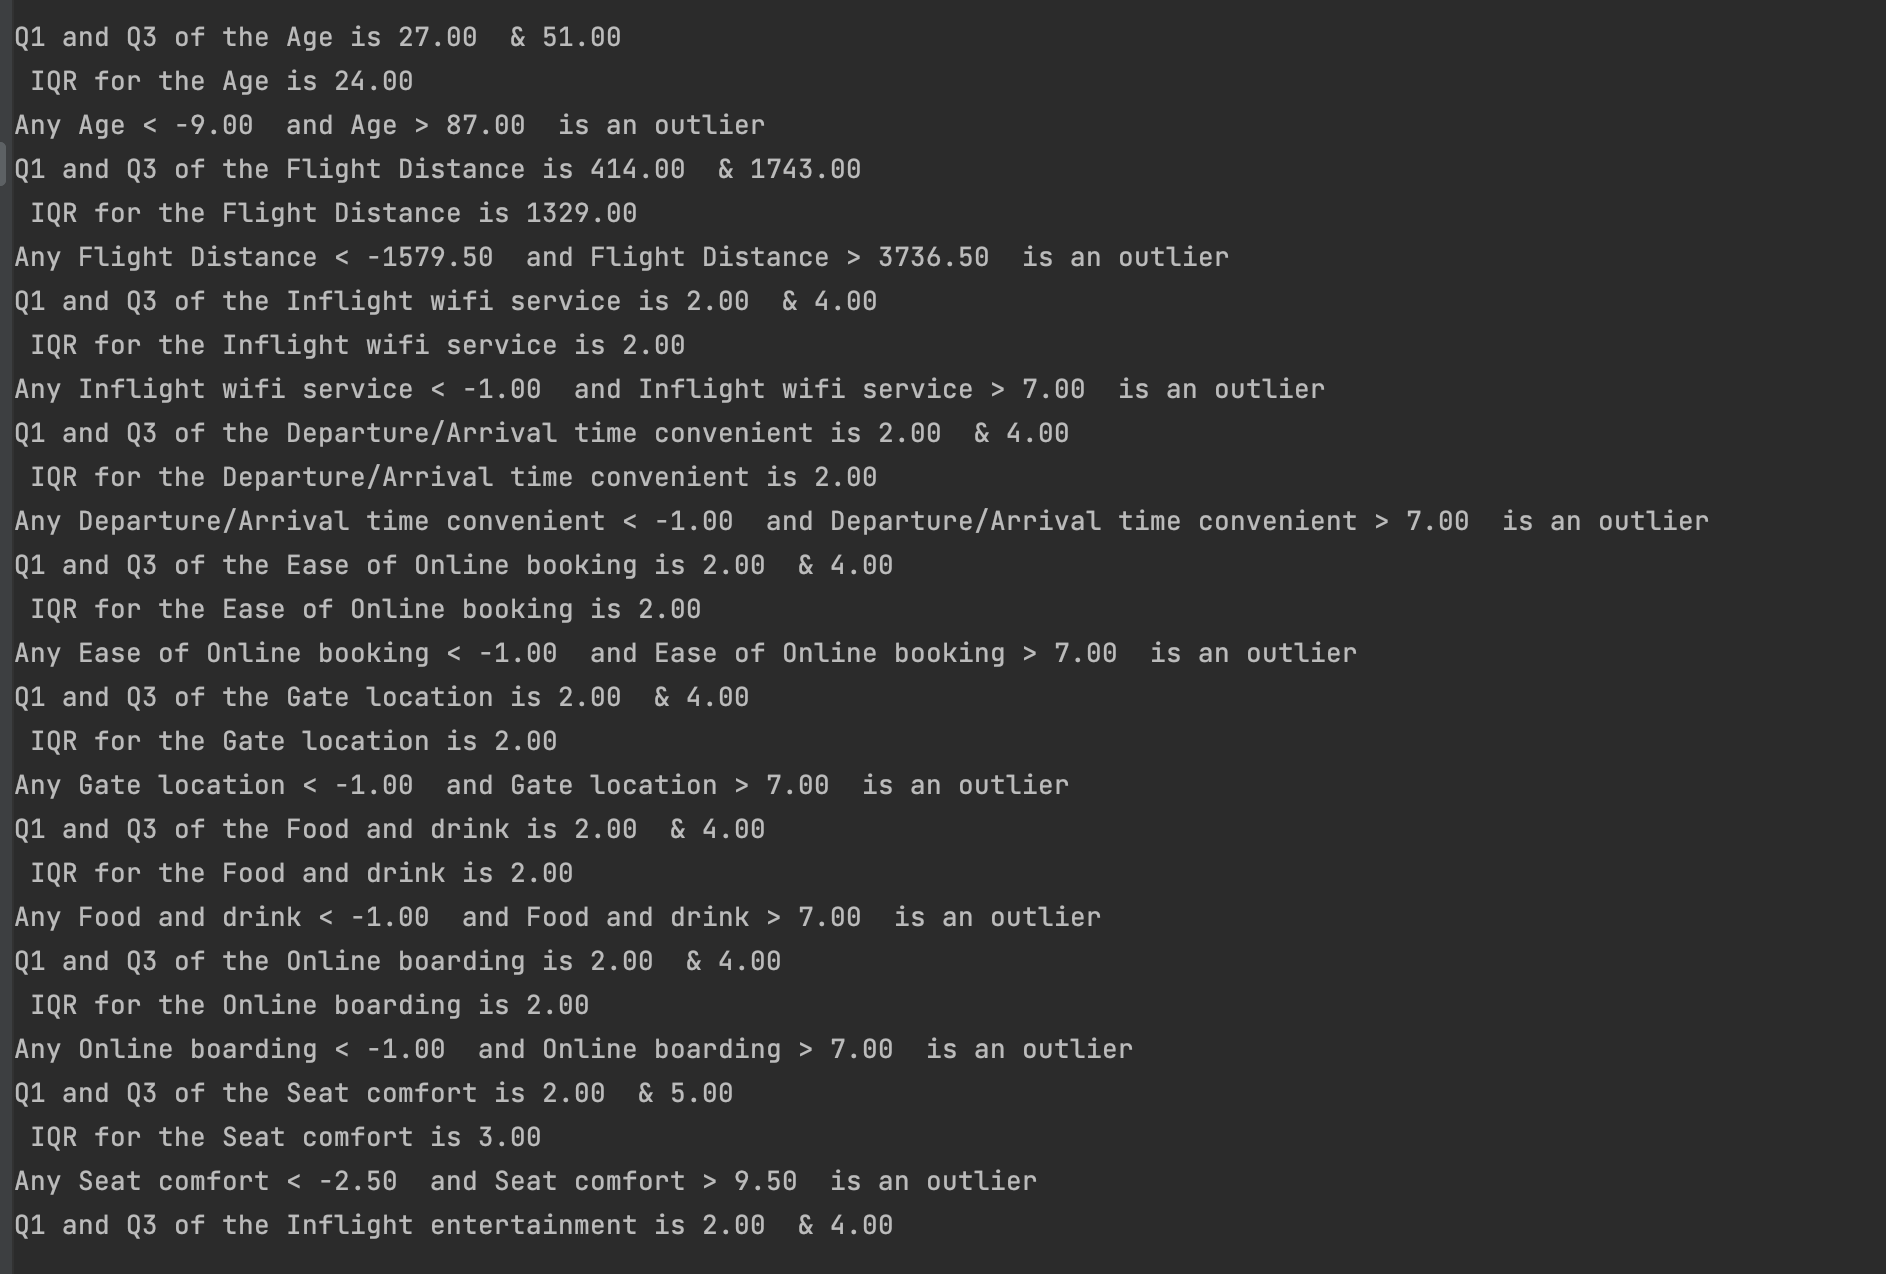 Q1 and Q3 of the Age is 27.00  & 51.00
 IQR for the Age is 24.00
Any Age < -9.00  and Age > 87.00  is an outlier
Q1 and Q3 of the Flight Distance is 414.00  & 1743.00
 IQR for the Flight Distance is 1329.00
Any Flight Distance < -1579.50  and Flight Distance > 3736.50  is an outlier
Q1 and Q3 of the Inflight wifi service is 2.00  & 4.00
 IQR for the Inflight wifi service is 2.00
Any Inflight wifi service < -1.00  and Inflight wifi service > 7.00  is an outlier
Q1 and Q3 of the Departure/Arrival time convenient is 2.00  & 4.00
 IQR for the Departure/Arrival time convenient is 2.00
Any Departure/Arrival time convenient < -1.00  and Departure/Arrival time convenient > 7.00  is an outlier
Q1 and Q3 of the Ease of Online booking is 2.00  & 4.00
 IQR for the Ease of Online booking is 2.00
Any Ease of Online booking < -1.00  and Ease of Online booking > 7.00  is an outlier
Q1 and Q3 of the Gate location is 2.00  & 4.00
 IQR for the Gate location is 2.00
Any Gate location < -1.00  and Gate location > 7.00  is an outlier
Q1 and Q3 of the Food and drink is 2.00  & 4.00
 IQR for the Food and drink is 2.00
Any Food and drink < -1.00  and Food and drink > 7.00  is an outlier
Q1 and Q3 of the Online boarding is 2.00  & 4.00
 IQR for the Online boarding is 2.00
Any Online boarding < -1.00  and Online boarding > 7.00  is an outlier
Q1 and Q3 of the Seat comfort is 2.00  & 5.00
 IQR for the Seat comfort is 3.00
Any Seat comfort < -2.50  and Seat comfort > 9.50  is an outlier
Q1 and Q3 of the Inflight entertainment is 2.00  & 4.00